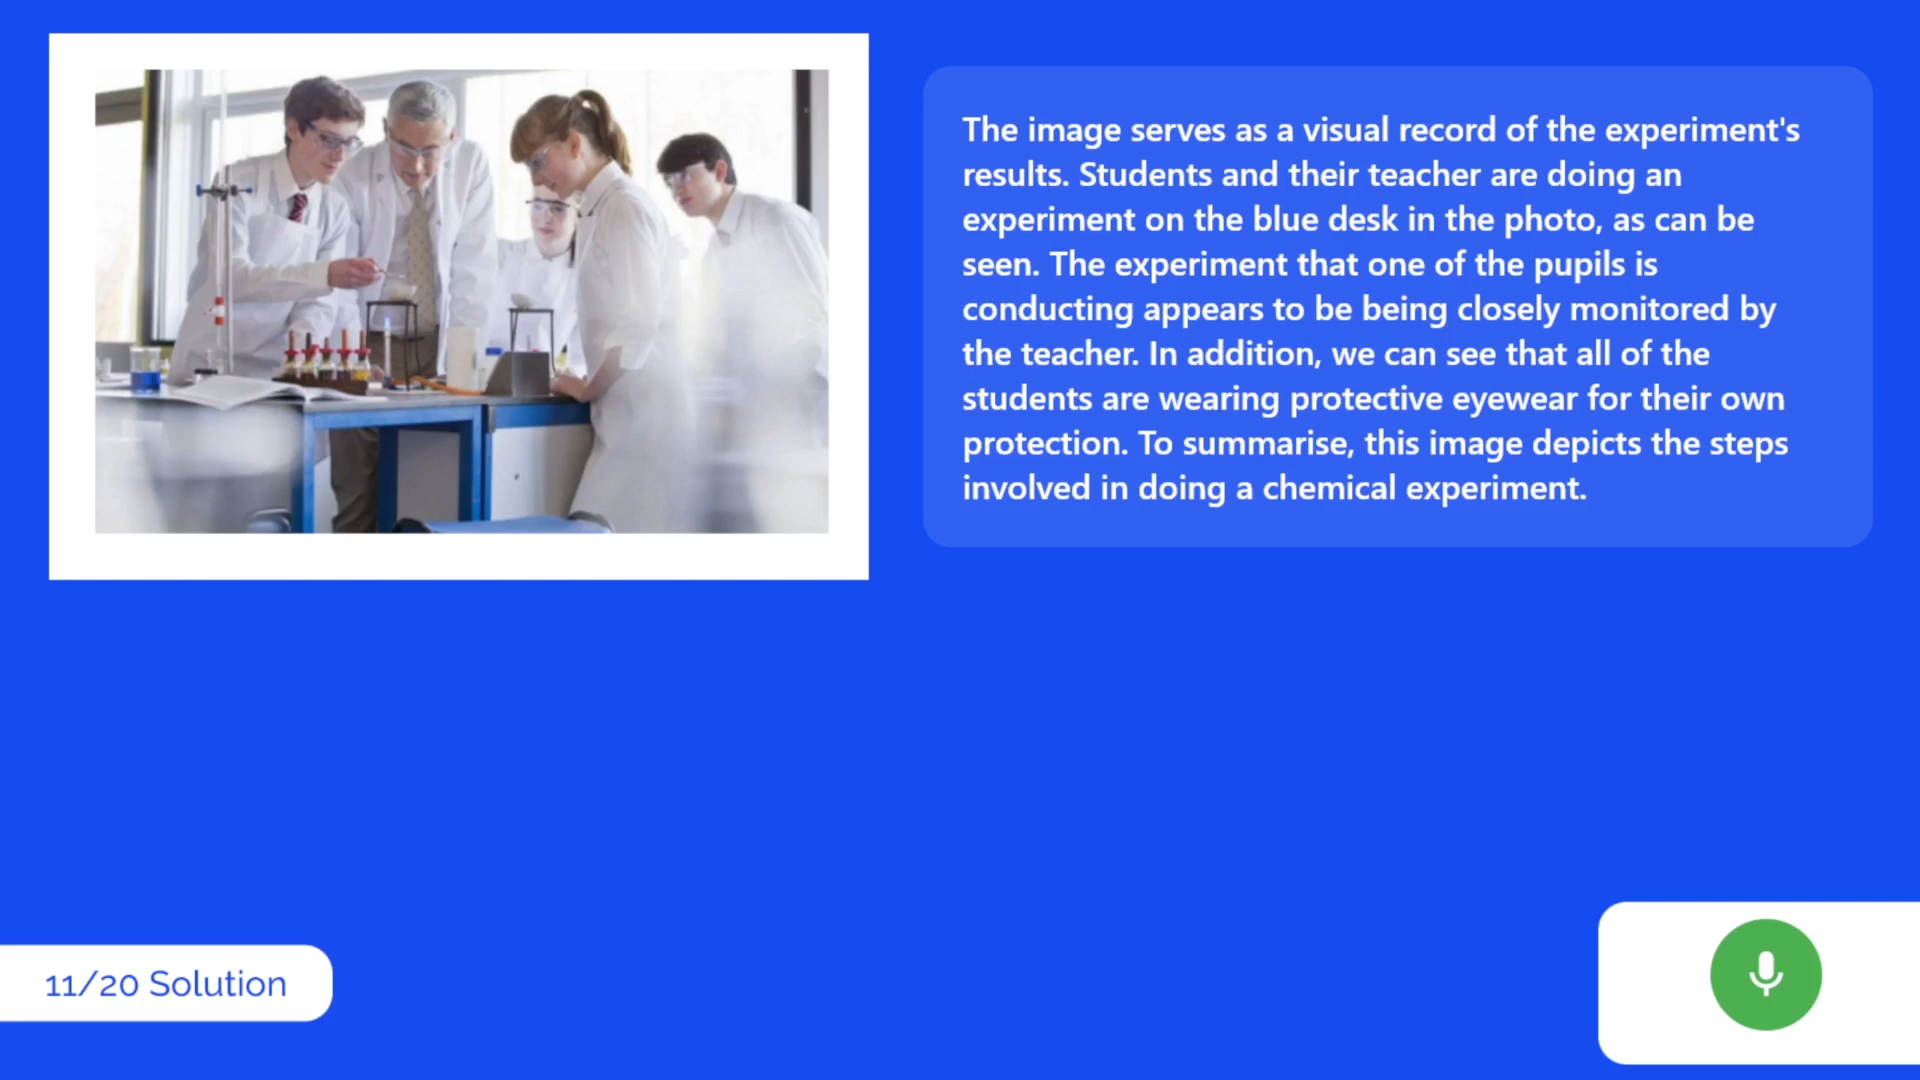 The image serves as a visual record of the experiment's
results. Students and their teacher are doing an
experiment on the blue desk in the photo, as can be
seen. The experiment that one of the pupils is
conducting appears to be being closely monitored by
the teacher. In addition, we can see that all of the
students are wearing protective eyewear for their own
protection. To summarise, this image depicts the steps
involved in doing a chemical experiment.
11/20 Solution